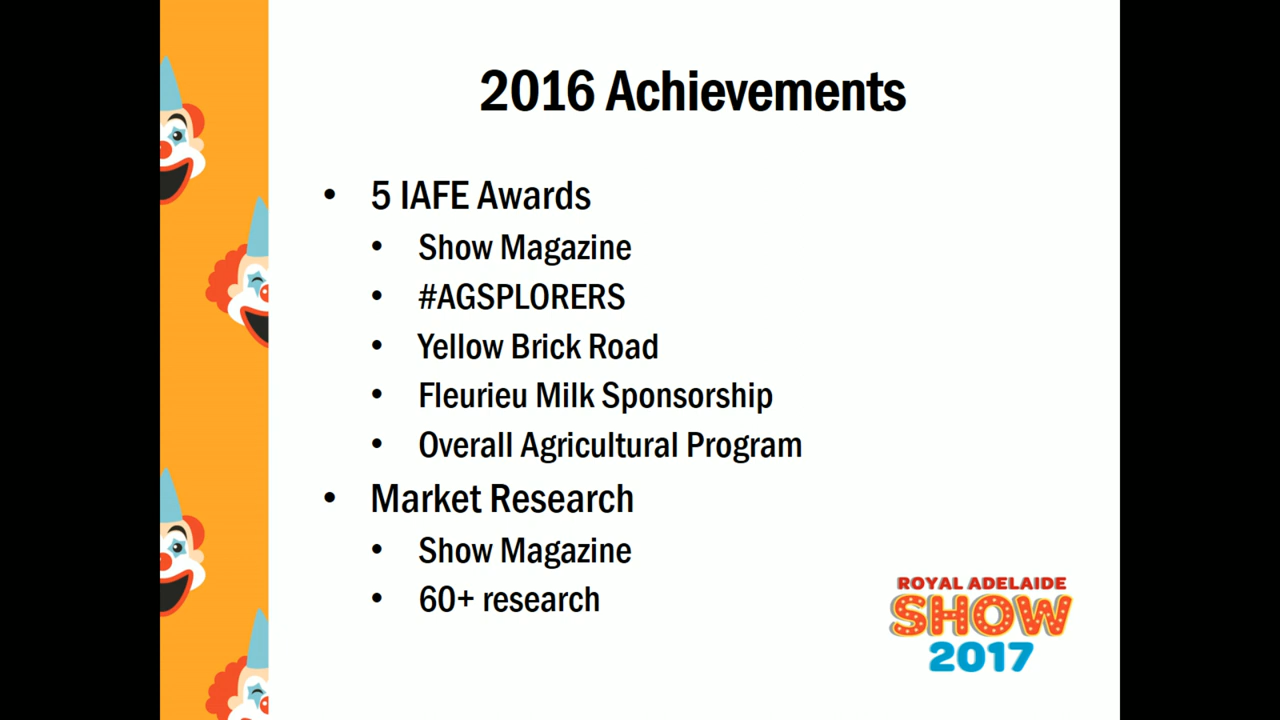 2016 Achievements
• 5 IAFE Awards
• Show Magazine
• #AGSPLORERS
• Yellow Brick Road
• Fleurieu Milk Sponsorship
• Overall Agricultural Program
• Market Research
• Show Magazine
• 60+ research
ROYAL ADELAIDE
SHOW
2017